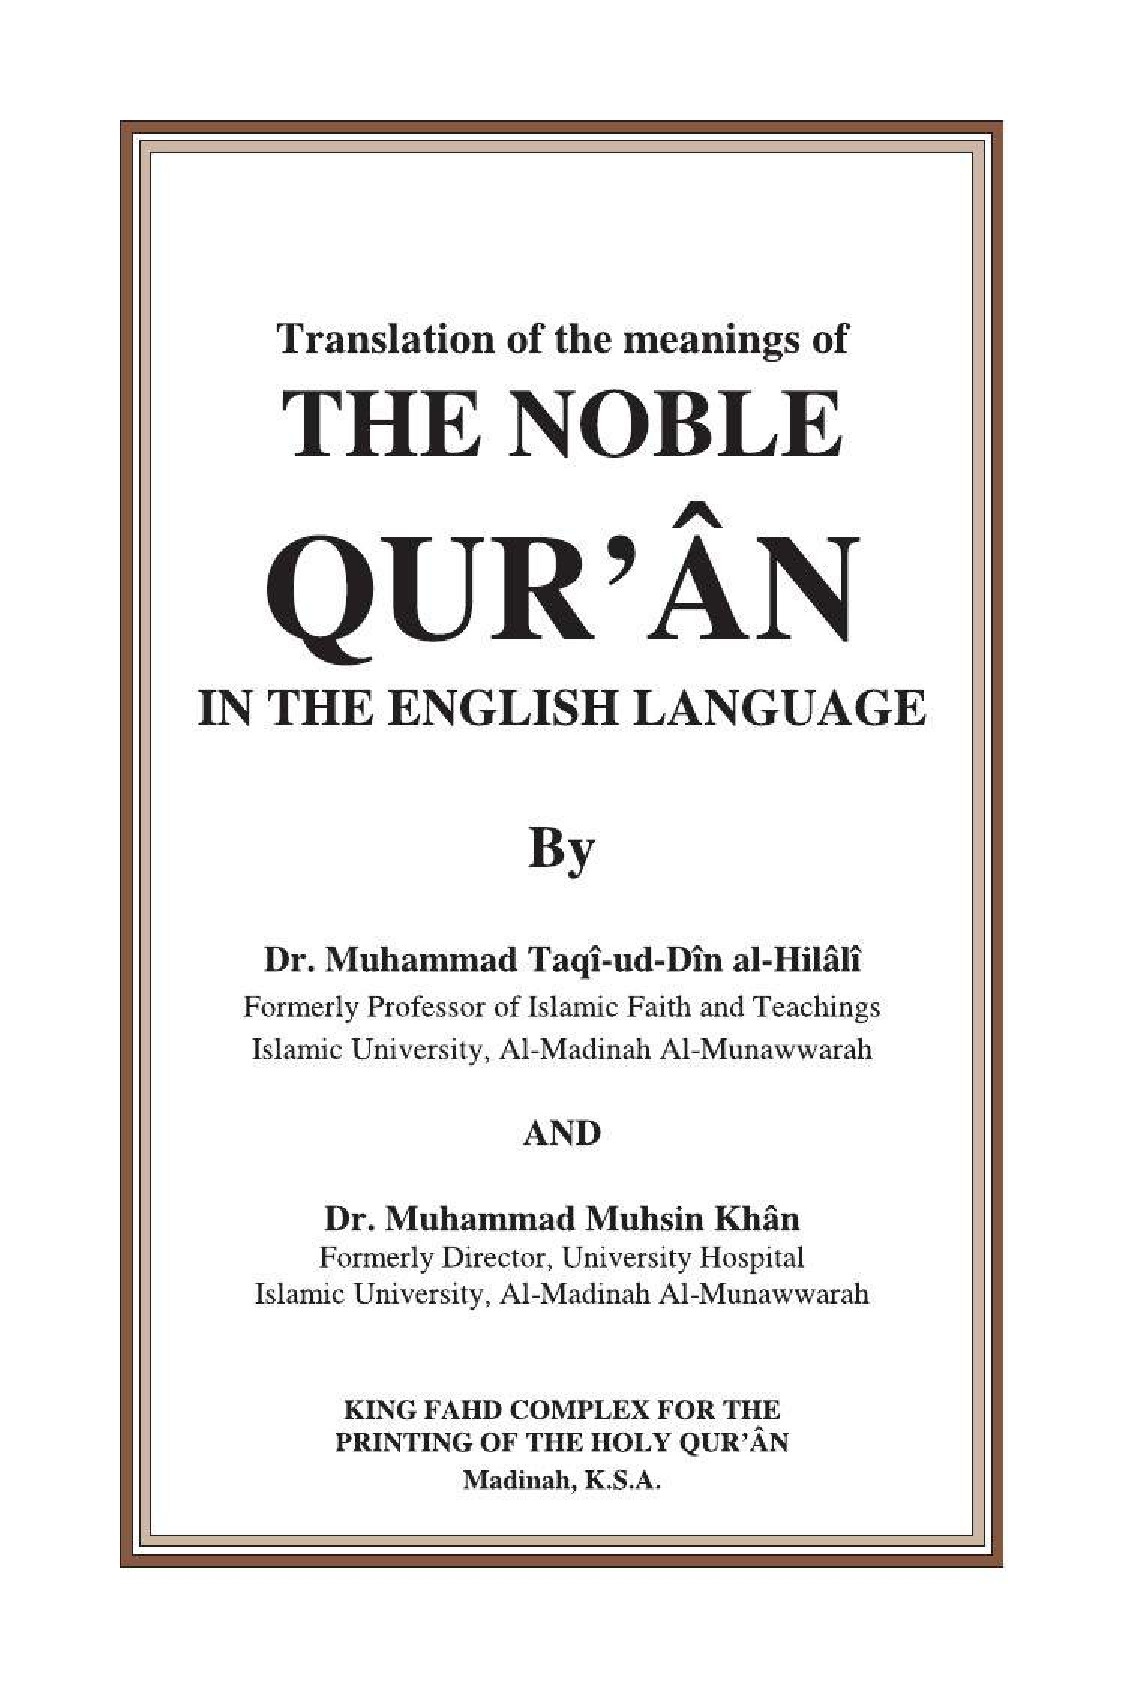 Translation of the meanings of
THE NOBLE
QUR’ÂN
IN THE ENGLISH LANGUAGE
By
Dr. Muhammad Taqî-ud-Dîn al-Hilâlî
Formerly Professor of Islamic Faith and Teachings
Islamic University, Al-Madinah Al-Munawwarah
AND
Dr. Muhammad Muhsin Khân
Formerly Director, University Hospital
Islamic University, Al-Madinah Al-Munawwarah
KING FAHD COMPLEX FOR THE
PRINTING OF THE HOLY QUR’ÂN
Madinah, K.S.A.